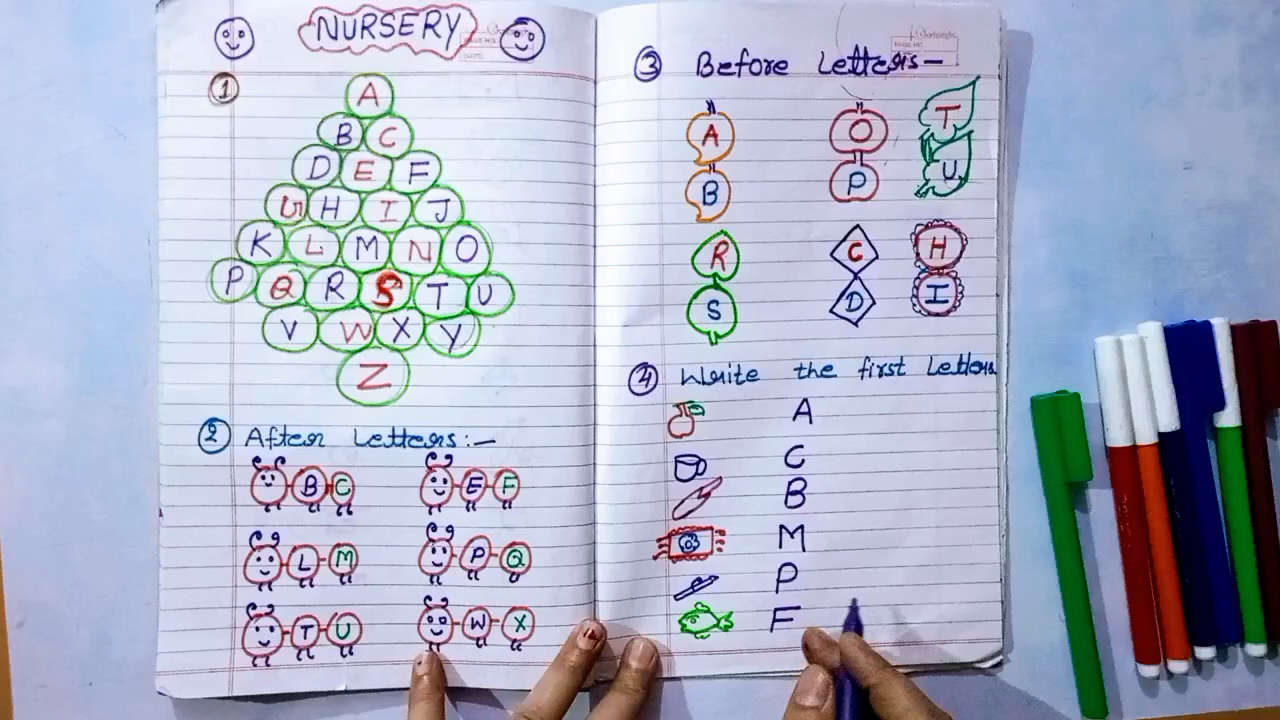 NURSERY
1
A
B C
D E F
G H I J
K L M N O
P Q R S T U
V W X Y
Z
2 After Letters:-
B C E F
L M P Q
T U W X
3 Before Letters-
A O T
B P U
R C H
S D I
4 Write the first Letters
A
C
B
M
P
F